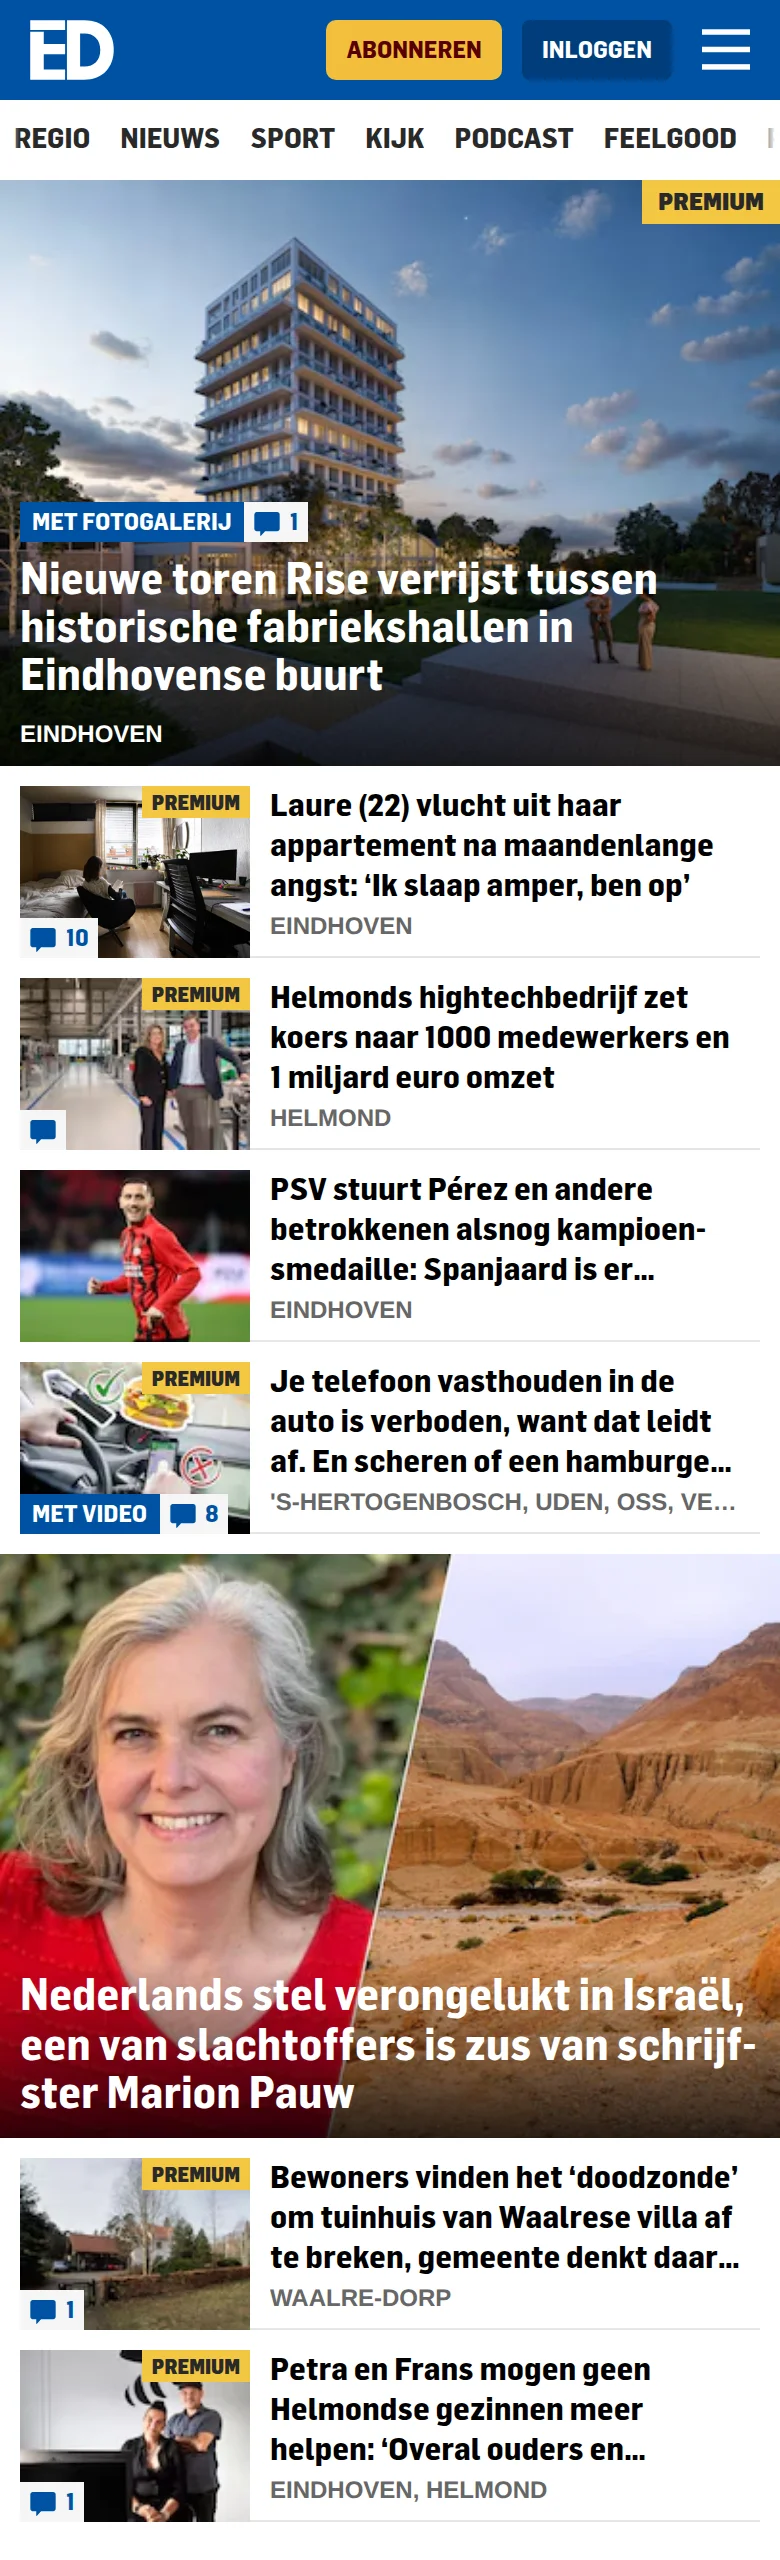 ED
ABONNEREN
INLOGGEN
REGIO NIEUWS SPORT KIJK PODCAST FEELGOOD
PREMIUM
MET FOTOGALERIJ 1
Nieuwe toren Rise verrijst tussen
historische fabriekshallen in
Eindhovense buurt
EINDHOVEN
PREMIUM
10
Laure (22) vlucht uit haar
appartement na maandenlange
angst: ‘Ik slaap amper, ben op’
EINDHOVEN
PREMIUM
Helmonds hightechbedrijf zet
koers naar 1000 medewerkers en
1 miljard euro omzet
HELMOND
PSV stuurt Pérez en andere
betrokkenen alsnog kampioen-
smedaille: Spanjaard is er...
EINDHOVEN
PREMIUM
MET VIDEO 8
Je telefoon vasthouden in de
auto is verboden, want dat leidt
af. En scheren of een hamburge...
'S-HERTOGENBOSCH, UDEN, OSS, VE...
Nederlands stel verongelukt in Israël,
een van slachtoffers is zus van schrijf-
ster Marion Pauw
PREMIUM
1
Bewoners vinden het ‘doodzonde’
om tuinhuis van Waalrese villa af
te breken, gemeente denkt daar...
WAALRE-DORP
PREMIUM
1
Petra en Frans mogen geen
Helmondse gezinnen meer
helpen: ‘Overal ouders en...
EINDHOVEN, HELMOND